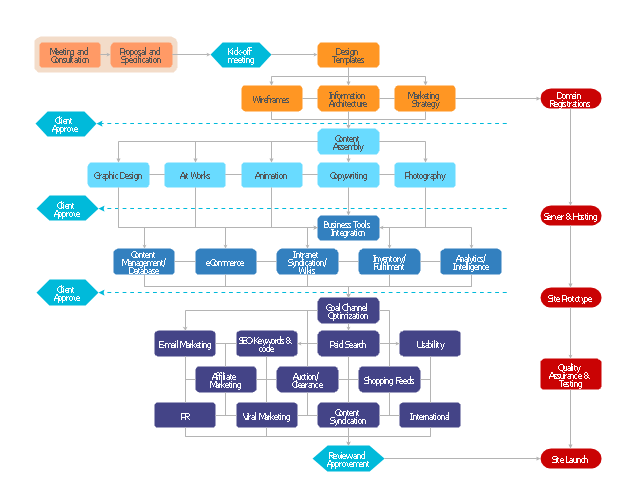 Meeting and
Consultation
Proposal and
Specification
Kick-off
meeting
Design
Templates
Wireframes
Information
Architecture
Marketing
Strategy
Domain
Registrations
Client
Approve
Content
Assembly
Graphic Design
Art Works
Animation
Copywriting
Photography
Client
Approve
Server & Hosting
Business Tools
Integration
Content
Management/
Database
eCommerce
Intranet
Syndication/
Wikis
Inventory/
Fulfilment
Analytics/
Intelligence
Client
Approve
Site Prototype
Goal Channel
Optimization
Email Marketing
SEO Keywords &
code
Paid Search
Usability
Affiliate
Marketing
Auction/
Clearance
Shopping Feeds
Quality
Assurance &
Testing
PR
Viral Marketing
Content
Syndication
International
Review and
Approvement
Site Launch